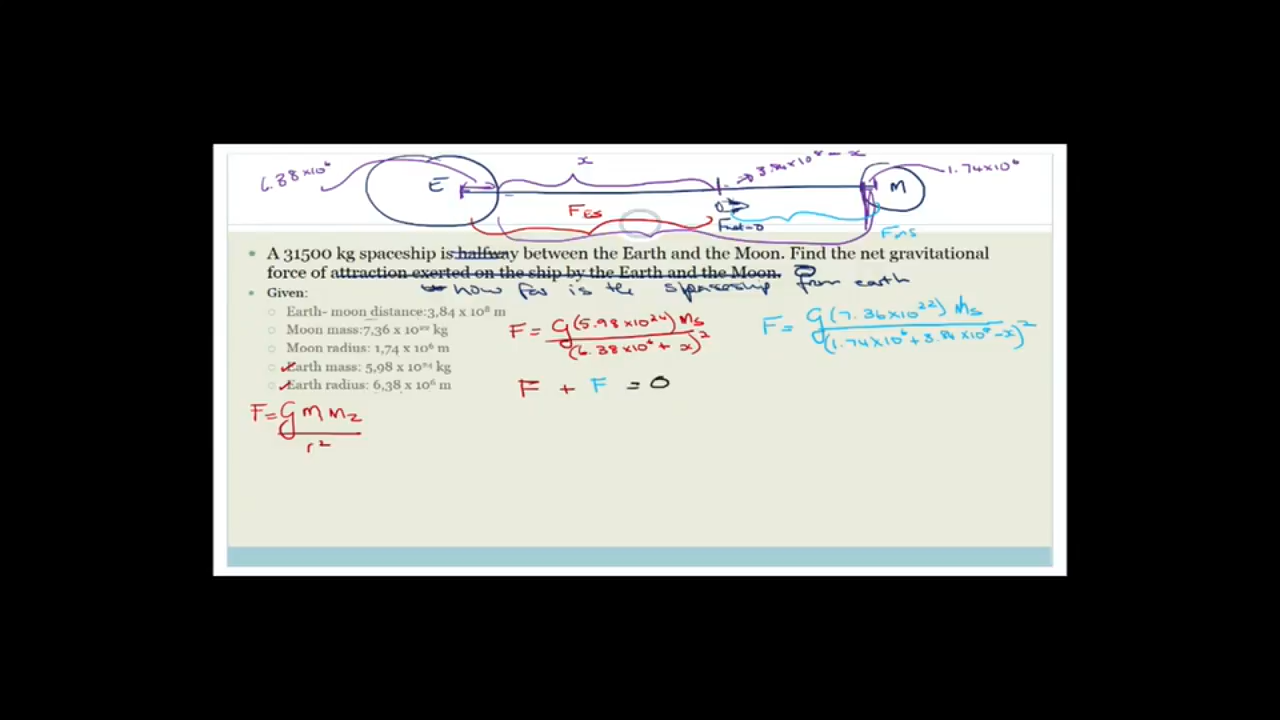 6.38×10⁶
E
x
3.84×10⁸ - x
1.74×10⁶
M
F_ES
Fnet=0
F_MS
A 31500 kg spaceship is halfway between the Earth and the Moon. Find the net gravitational
force of attraction exerted on the ship by the Earth and the Moon.
how far is the spaceship from earth
Given:
Earth- moon distance:3,84 x 10⁸ m
Moon mass:7,36 x 10²² kg
Moon radius: 1,74 x 10⁶ m
Earth mass: 5,98 x 10²⁴ kg
Earth radius: 6,38 x 10⁶ m
F = G(5.98×10²⁴) Ms
(6.38×10⁶ + x)²
F = G(7.36×10²²) Ms
(1.74×10⁶ + 3.84×10⁸ - x)²
F + F = 0
F = G M M₂
r²